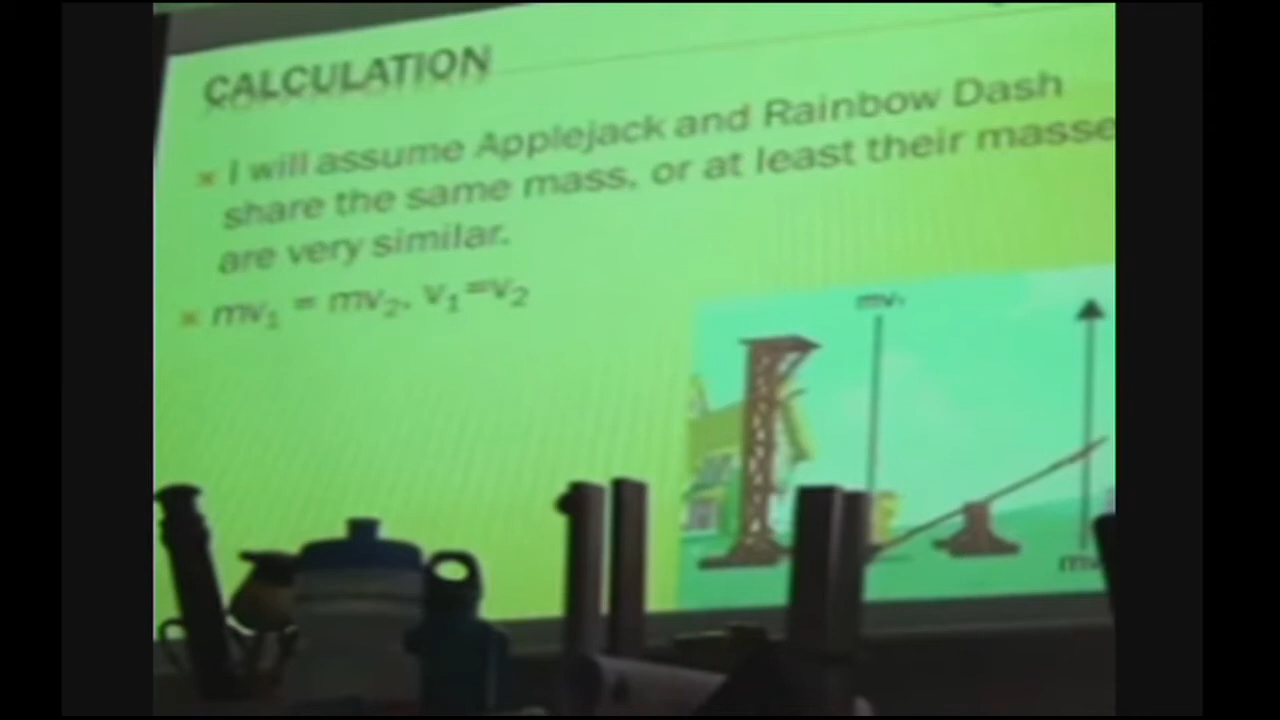 CALCULATION
I will assume Applejack and Rainbow Dash
share the same mass, or at least their masse
are very similar.
mv₁ = mv₂, v₁=v₂
mv₁